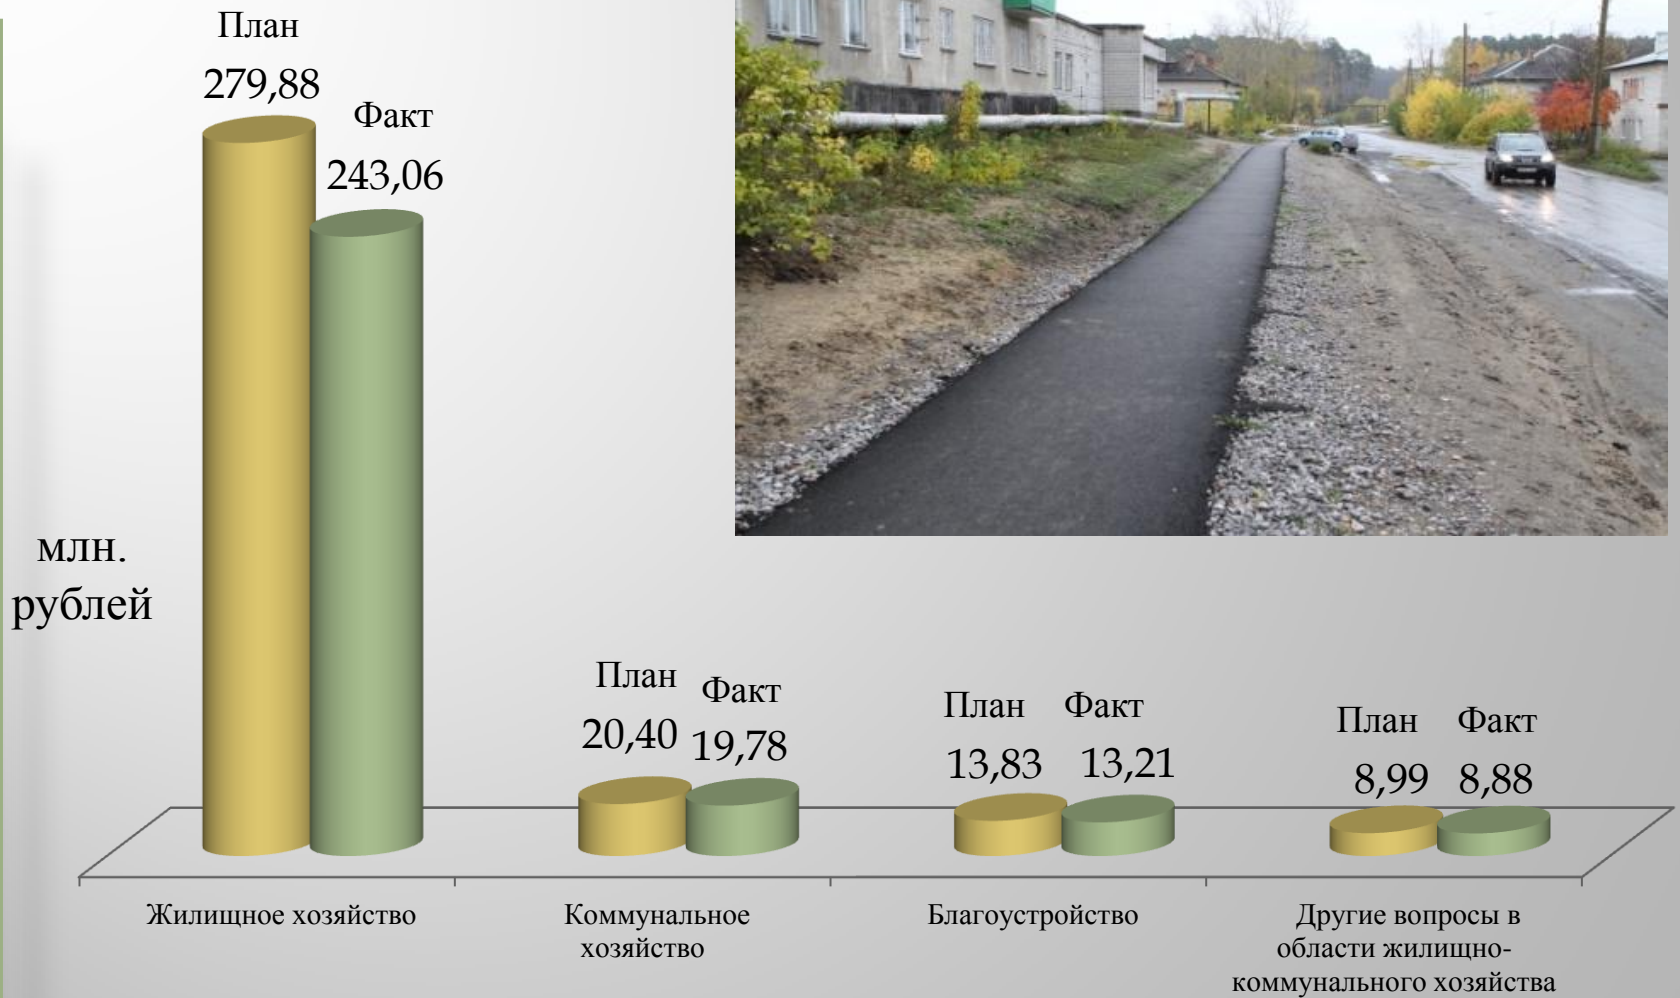 План
279,88
Факт
243,06
млн.
рублей
План
20,40
Факт
19,78
План
13,83
Факт
13,21
План
8,99
Факт
8,88
Жилищное хозяйство
Коммунальное
хозяйство
Благоустройство
Другие вопросы в
области жилищно-
коммунального хозяйства